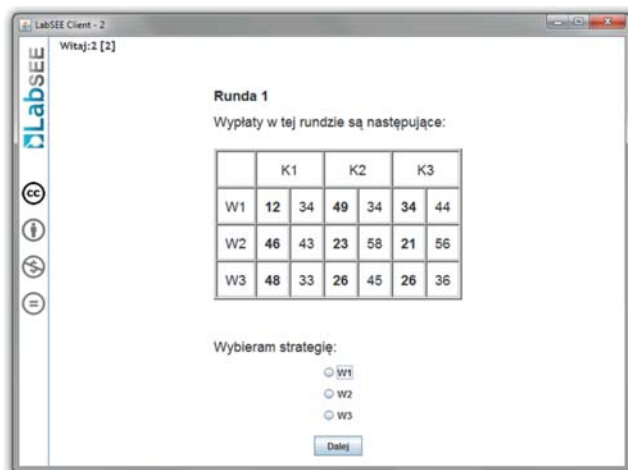 LabSEE Client - 2
Witaj:2 [2]
LabSEE
cc
Runda 1
Wypłaty w tej rundzie są następujące:
K1 K2 K3
W1 12 34 49 34 34 44
W2 46 43 23 58 21 56
W3 48 33 26 45 26 36
Wybieram strategię:
W1
W2
W3
Dalej